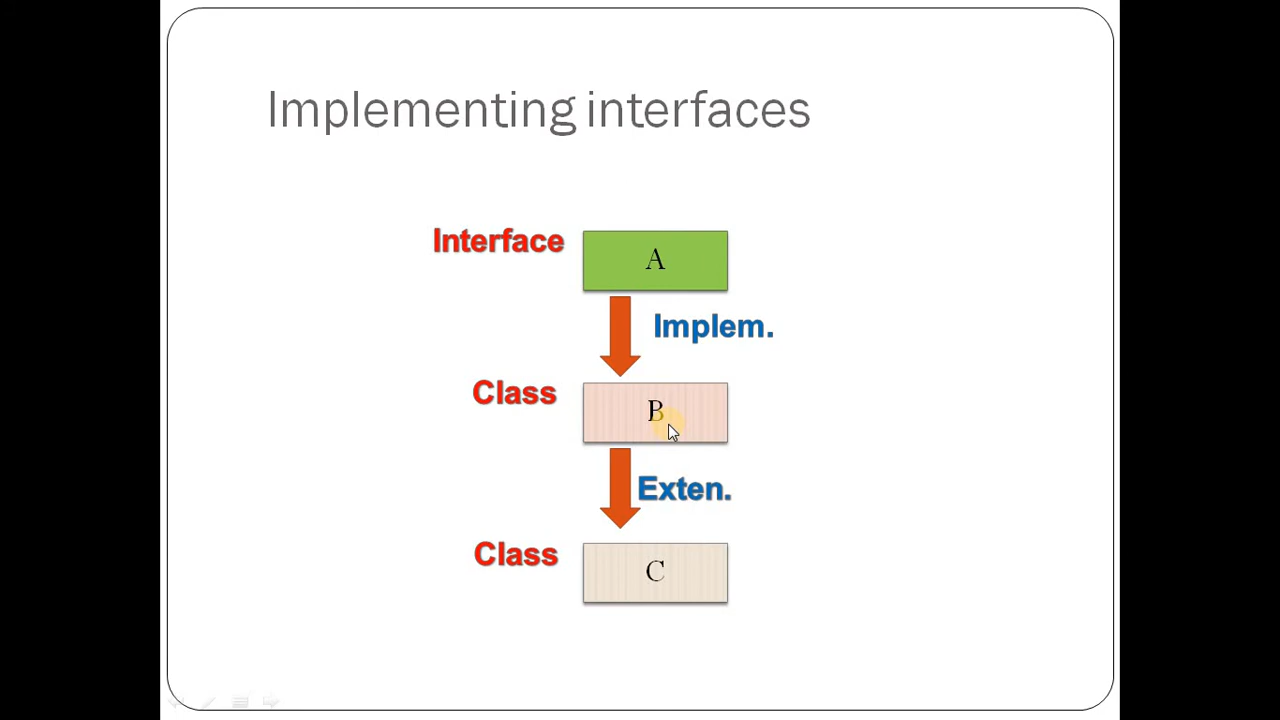 Implementing interfaces
Interface
A
Implem.
Class
B
Exten.
Class
C